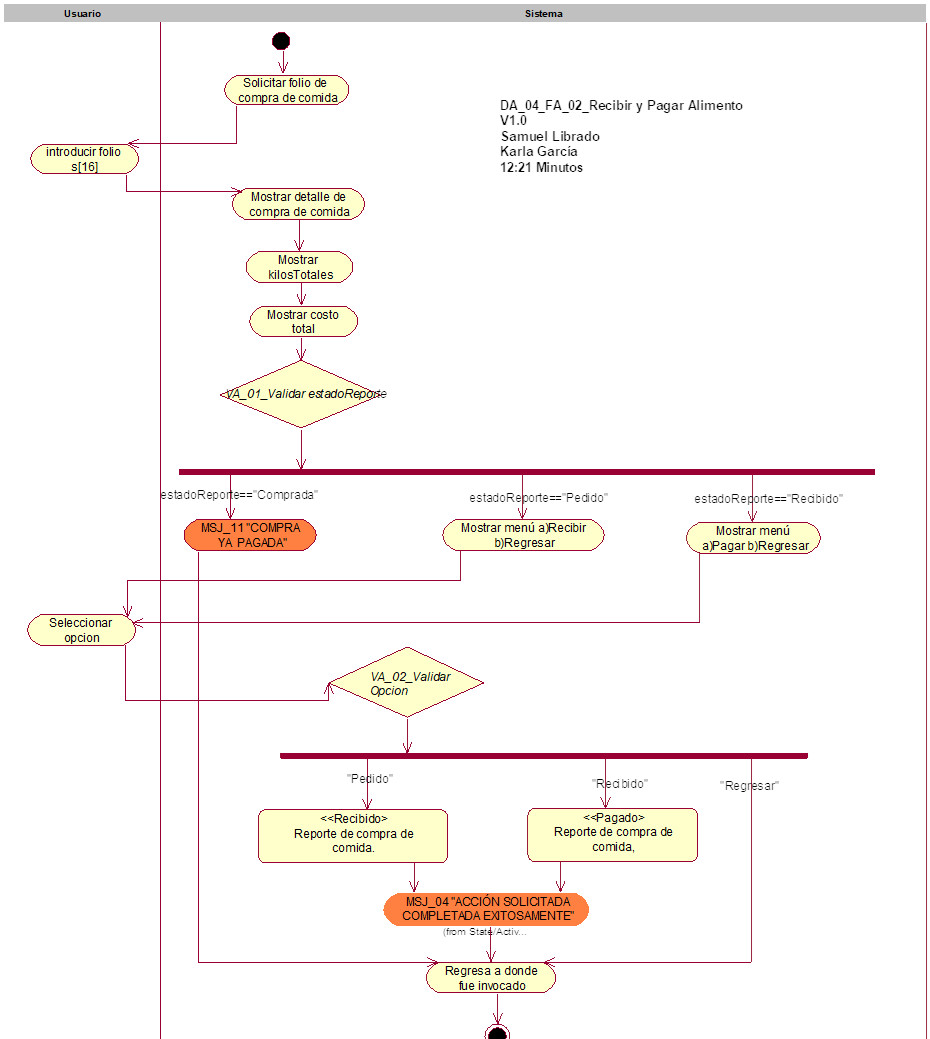 Usuario
Sistema
Solicitar folio de
compra de comida
DA_04_FA_02_Recibir y Pagar Alimento
V1.0
Samuel Librado
Karla García
12:21 Minutos
introducir folio
s[16]
Mostrar detalle de
compra de comida
Mostrar
kilosTotales
Mostrar costo
total
VA_01_Validar estadoReporte
estadoReporte=="Comprada"
estadoReporte=="Pedido"
estadoReporte=="Recibido"
MSJ_11 "COMPRA
YA PAGADA"
Mostrar menú a)Recibir
b)Regresar
Mostrar menú
a)Pagar b)Regresar
Seleccionar
opcion
VA_02_Validar
Opcion
"Pedido"
"Recibido"
"Regresar"
<<Recibido>
Reporte de compra de
comida.
<<Pagado>
Reporte de compra de
comida,
MSJ_04 "ACCIÓN SOLICITADA
COMPLETADA EXITOSAMENTE"
(from State/Activ...
Regresa a donde
fue invocado